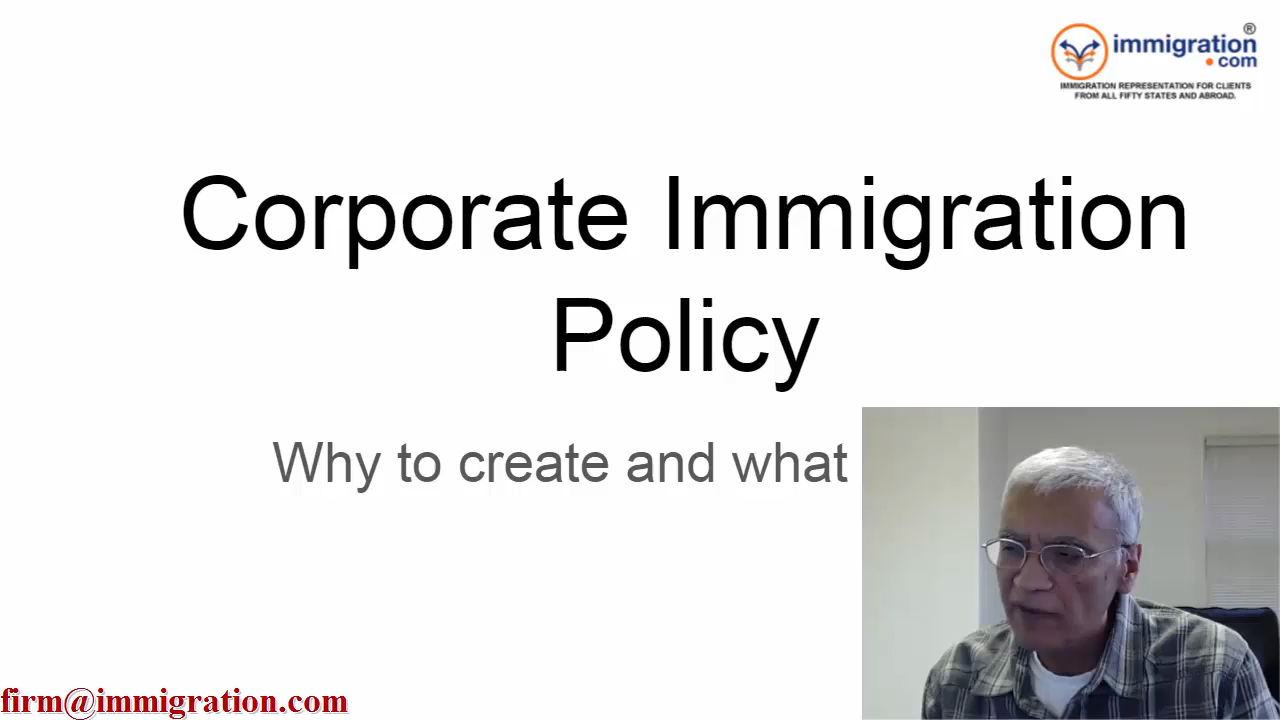 immigration®
.com
IMMIGRATION REPRESENTATION FOR CLIENTS
FROM ALL FIFTY STATES AND ABROAD.
Corporate Immigration
Policy
Why to create and what
firm@immigration.com